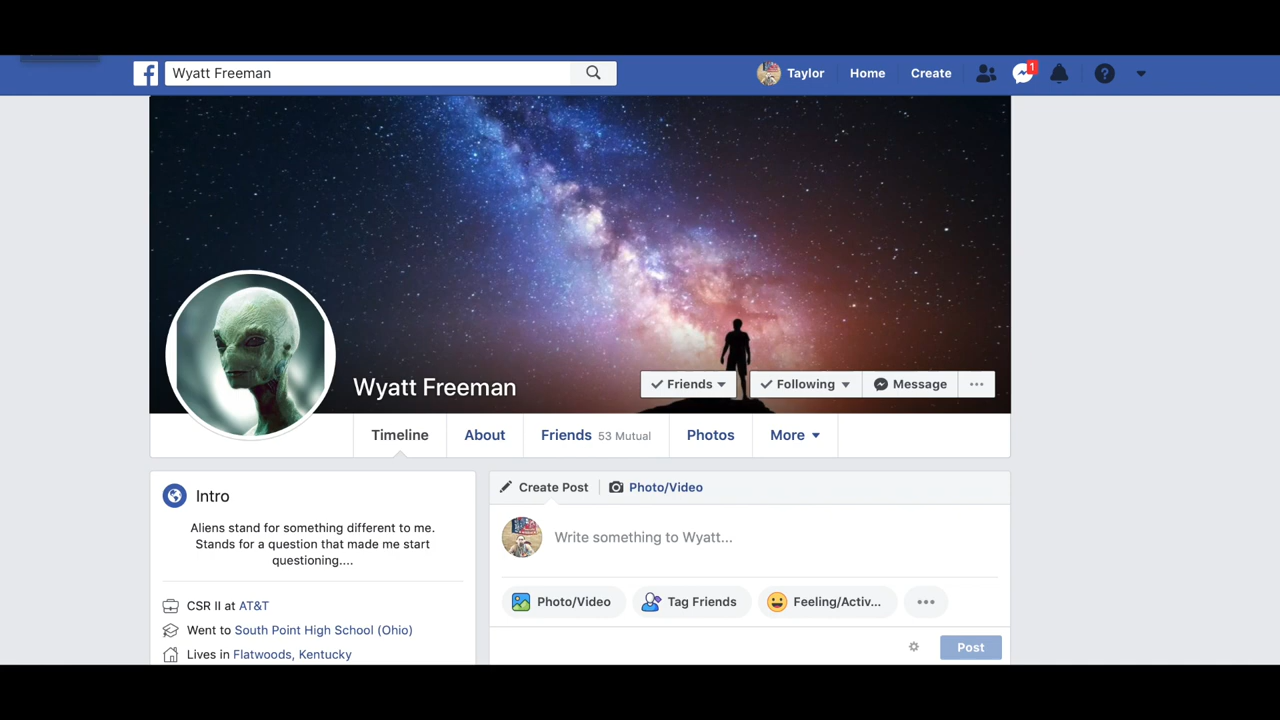 Wyatt Freeman
Taylor
Home
Create
1
Wyatt Freeman
Friends
Following
Message
Timeline
About
Friends 53 Mutual
Photos
More
Intro
Aliens stand for something different to me.
Stands for a question that made me start
questioning....
CSR II at AT&T
Went to South Point High School (Ohio)
Lives in Flatwoods, Kentucky
Create Post
Photo/Video
Write something to Wyatt...
Photo/Video
Tag Friends
Feeling/Activ...
Post